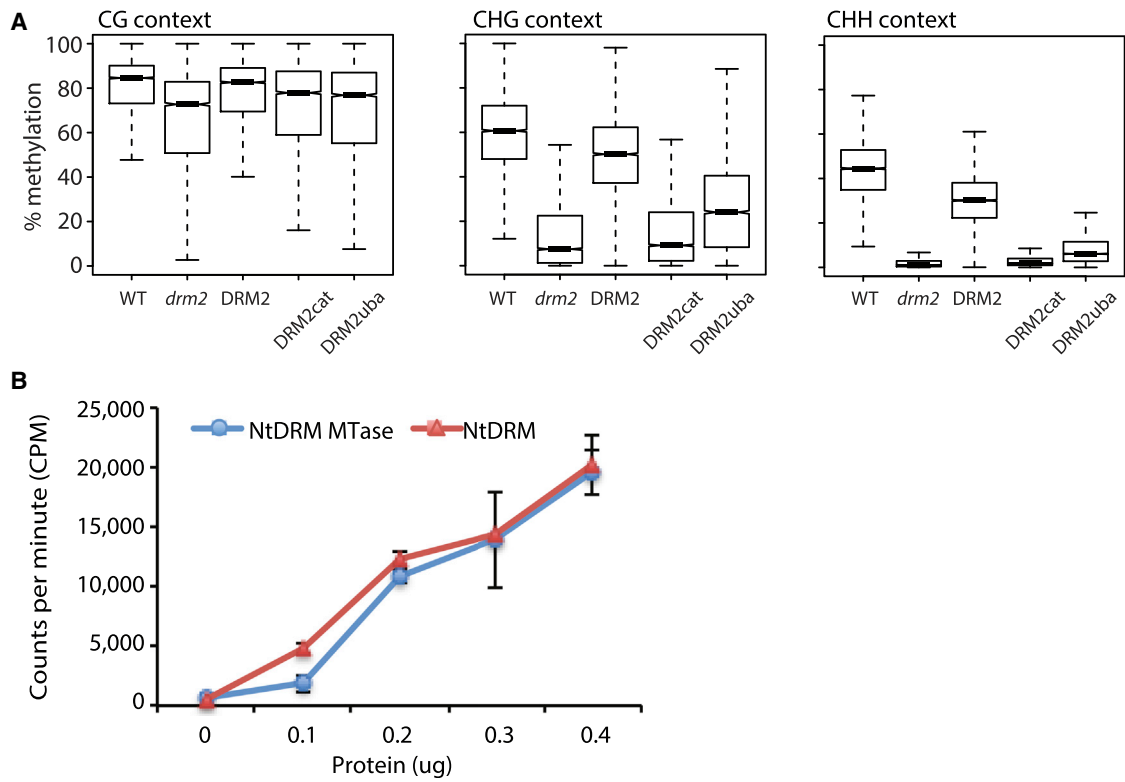 A
CG context
CHG context
CHH context
% methylation
100
80
60
40
20
0
WT
drm2
DRM2
DRM2cat
DRM2uba
WT
drm2
DRM2
DRM2cat
DRM2uba
WT
drm2
DRM2
DRM2cat
DRM2uba
B
Counts per minute (CPM)
25,000
20,000
15,000
10,000
5,000
0
NtDRM MTase
NtDRM
0
0.1
0.2
0.3
0.4
Protein (ug)